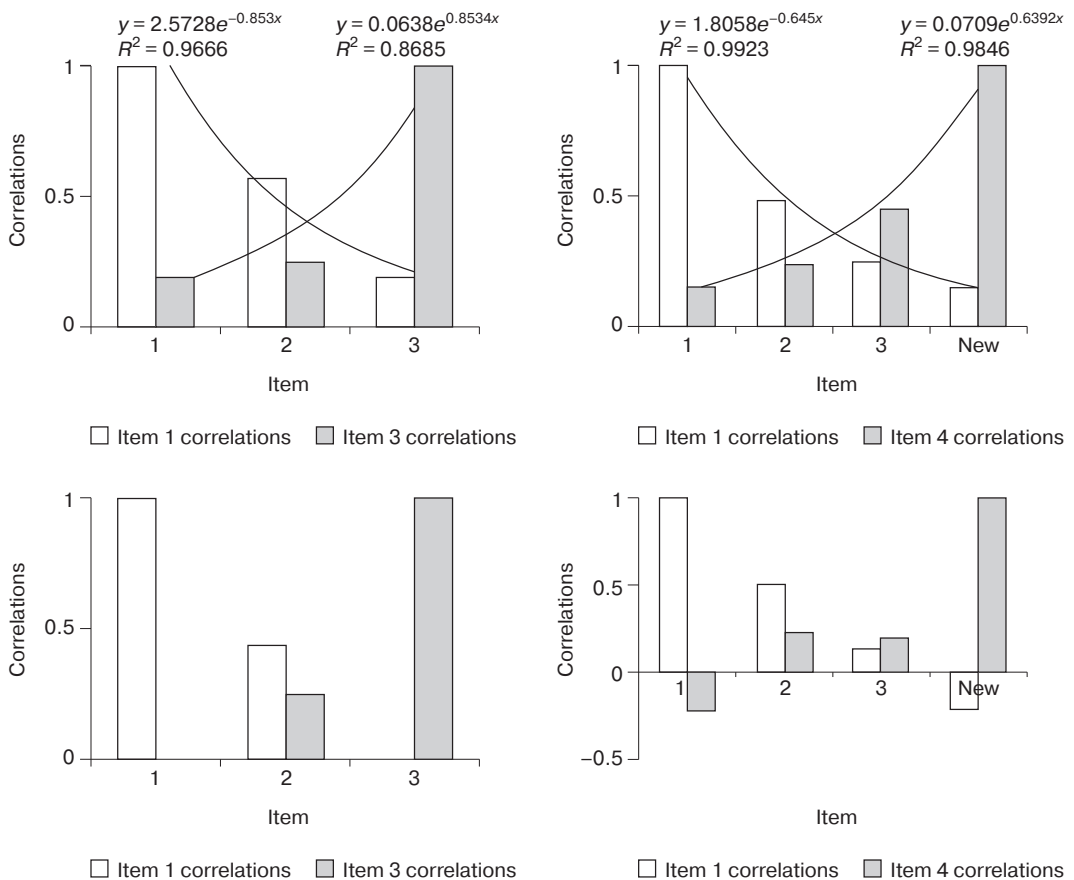 y = 2.5728e^−0.853x
R² = 0.9666
y = 0.0638e^0.8534x
R² = 0.8685
1
0.5
0
Correlations
1 2 3
Item
Item 1 correlations Item 3 correlations
y = 1.8058e^−0.645x
R² = 0.9923
y = 0.0709e^0.6392x
R² = 0.9846
1
0.5
0
Correlations
1 2 3 New
Item
Item 1 correlations Item 4 correlations
1
0.5
0
Correlations
1 2 3
Item
Item 1 correlations Item 3 correlations
1
0.5
0
−0.5
Correlations
1 2 3 New
Item
Item 1 correlations Item 4 correlations